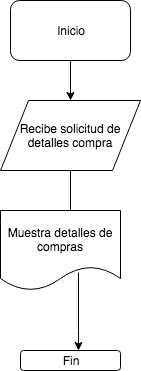 Inicio
Recibe solicitud de
detalles compra
Muestra detalles de
compras
Fin